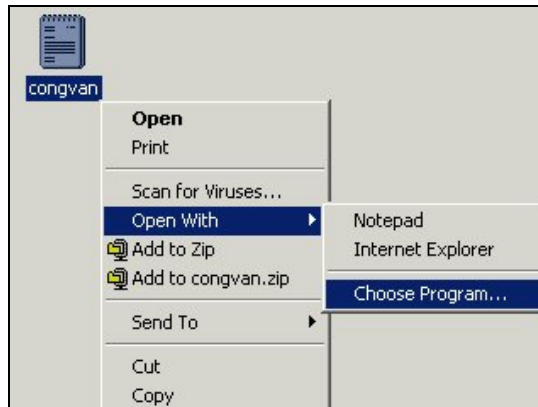 congvan
Open
Print
Scan for Viruses...
Open With
Notepad
Add to Zip
Internet Explorer
Add to congvan.zip
Choose Program...
Send To
Cut
Copy